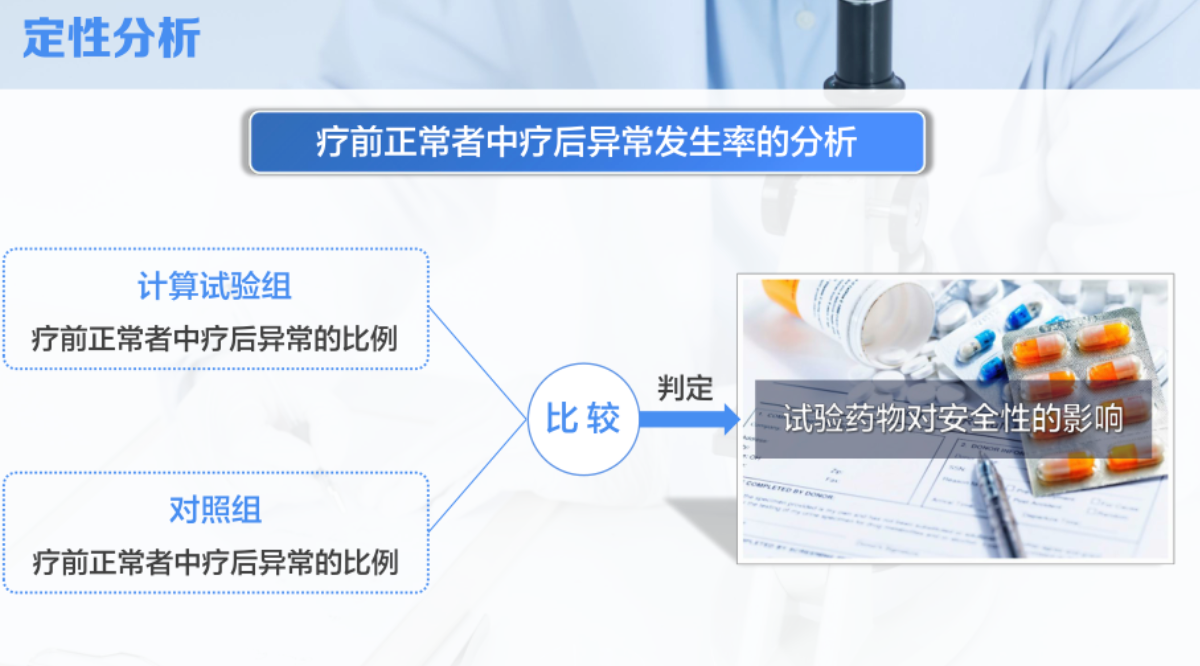 定性分析
疗前正常者中疗后异常发生率的分析
计算试验组
疗前正常者中疗后异常的比例
对照组
疗前正常者中疗后异常的比例
比较
判定
试验药物对安全性的影响
COMPLETED BY DONOR